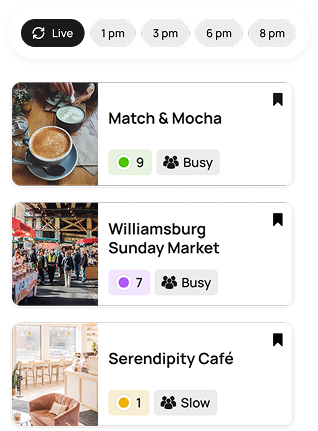 Live 1 pm 3 pm 6 pm 8 pm
Match & Mocha
9 Busy
Williamsburg
Sunday Market
7 Busy
Serendipity Café
1 Slow